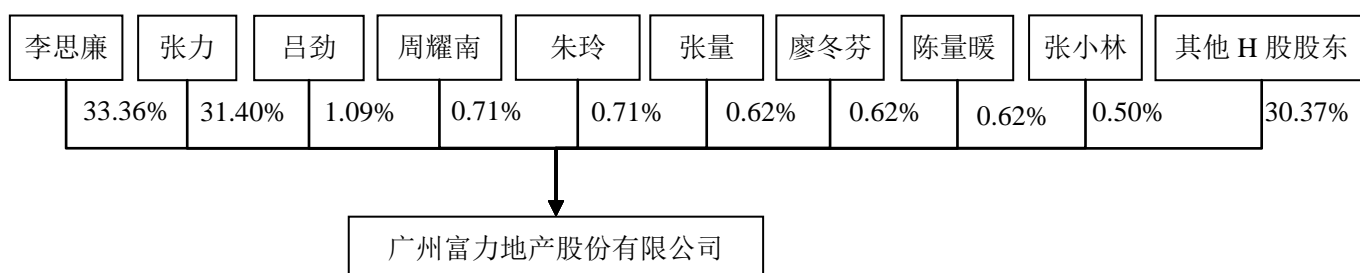 李思廉 张力 吕劲 周耀南 朱玲 张量 廖冬芬 陈量暖 张小林 其他 H 股股东
33.36% 31.40% 1.09% 0.71% 0.71% 0.62% 0.62% 0.62% 0.50% 30.37%
广州富力地产股份有限公司